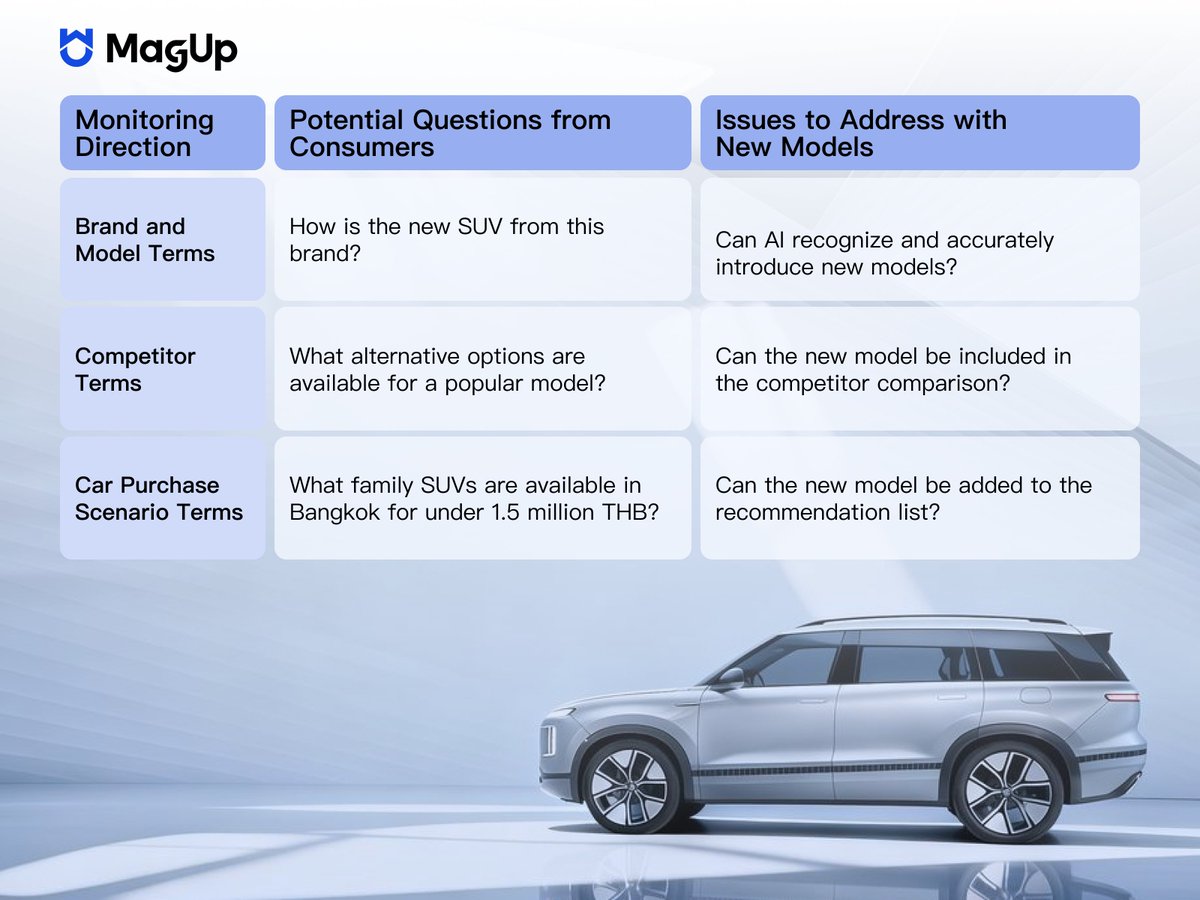 MagUp
Monitoring
Direction
Potential Questions from
Consumers
Issues to Address with
New Models
Brand and
Model Terms
How is the new SUV from this
brand?
Can AI recognize and accurately
introduce new models?
Competitor
Terms
What alternative options are
available for a popular model?
Can the new model be included in
the competitor comparison?
Car Purchase
Scenario Terms
What family SUVs are available in
Bangkok for under 1.5 million THB?
Can the new model be added to the
recommendation list?